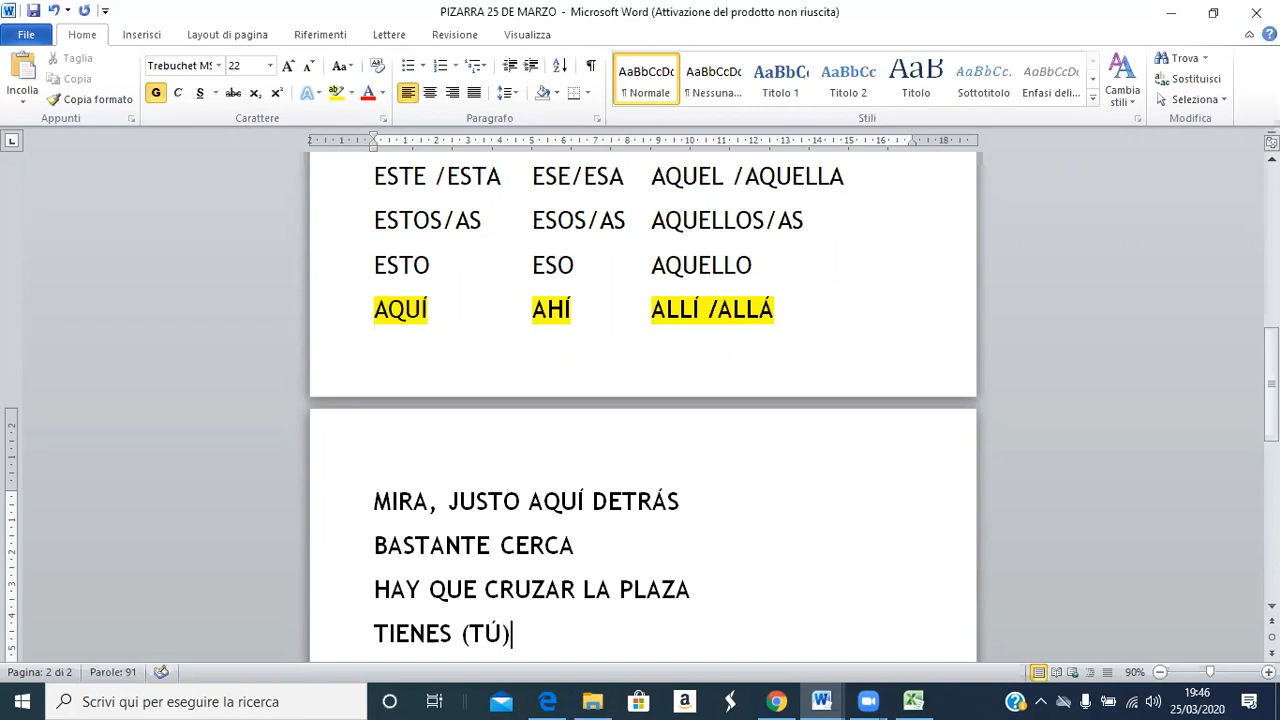 PIZARRA 25 DE MARZO - Microsoft Word (Attivazione del prodotto non riuscita)
File Home Inserisci Layout di pagina Riferimenti Lettere Revisione Visualizza
Incolla
Taglia
Copia
Copia formato
Appunti
Trebuchet MS 22
Carattere
Paragrafo
AaBbCcDc AaBbCcDc AaBbCc AaBbCc AaB AaBbCc AaBbCcDc
¶ Normale ¶ Nessuna... Titolo 1 Titolo 2 Titolo Sottotitolo Enfasi deli...
Cambia stili
Stili
Trova
Sostituisci
Seleziona
Modifica
ESTE /ESTA ESE/ESA AQUEL /AQUELLA
ESTOS/AS ESOS/AS AQUELLOS/AS
ESTO ESO AQUELLO
AQUÍ AHÍ ALLÍ /ALLÁ
MIRA, JUSTO AQUÍ DETRÁS
BASTANTE CERCA
HAY QUE CRUZAR LA PLAZA
TIENES (TÚ)
Pagina: 2 di 2 Parole: 91 90%
Scrivi qui per eseguire la ricerca
19:46
25/03/2020